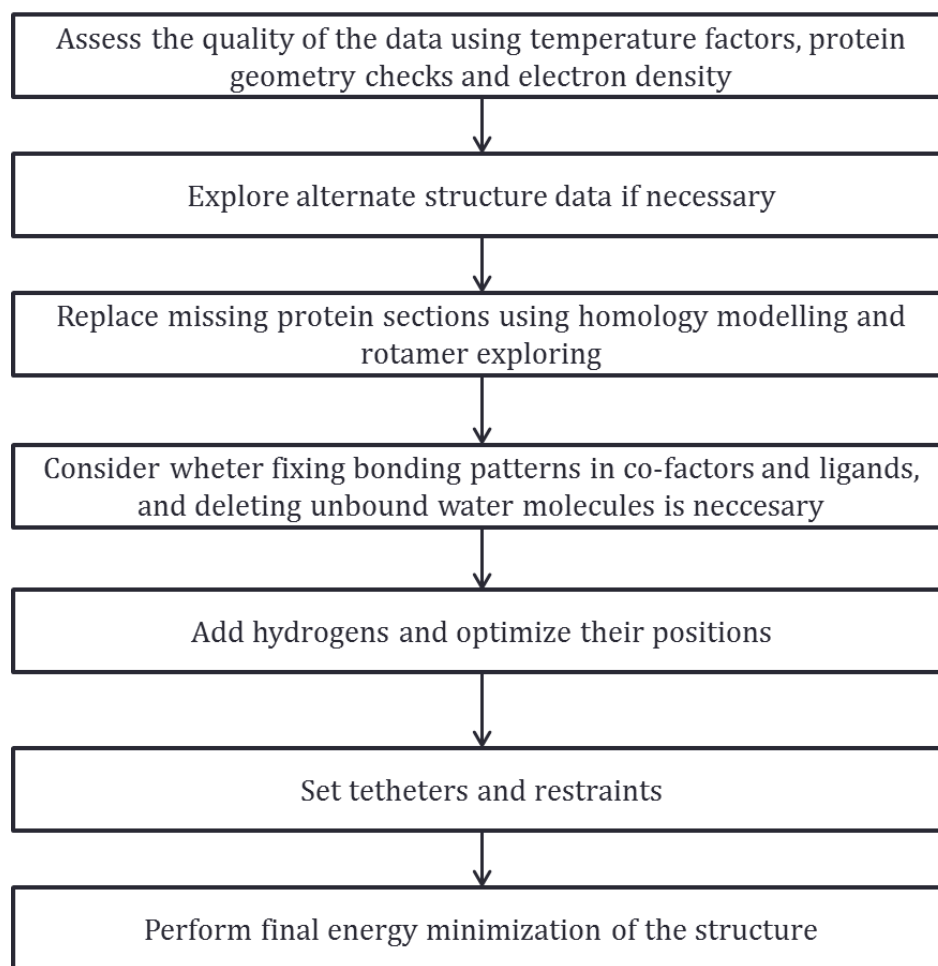 Assess the quality of the data using temperature factors, protein
geometry checks and electron density
Explore alternate structure data if necessary
Replace missing protein sections using homology modelling and
rotamer exploring
Consider wheter fixing bonding patterns in co-factors and ligands,
and deleting unbound water molecules is neccesary
Add hydrogens and optimize their positions
Set tetheters and restraints
Perform final energy minimization of the structure